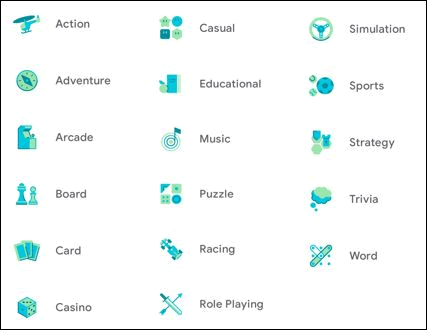 Action
Adventure
Arcade
Board
Card
Casino
Casual
Educational
Music
Puzzle
Racing
Role Playing
Simulation
Sports
Strategy
Trivia
Word